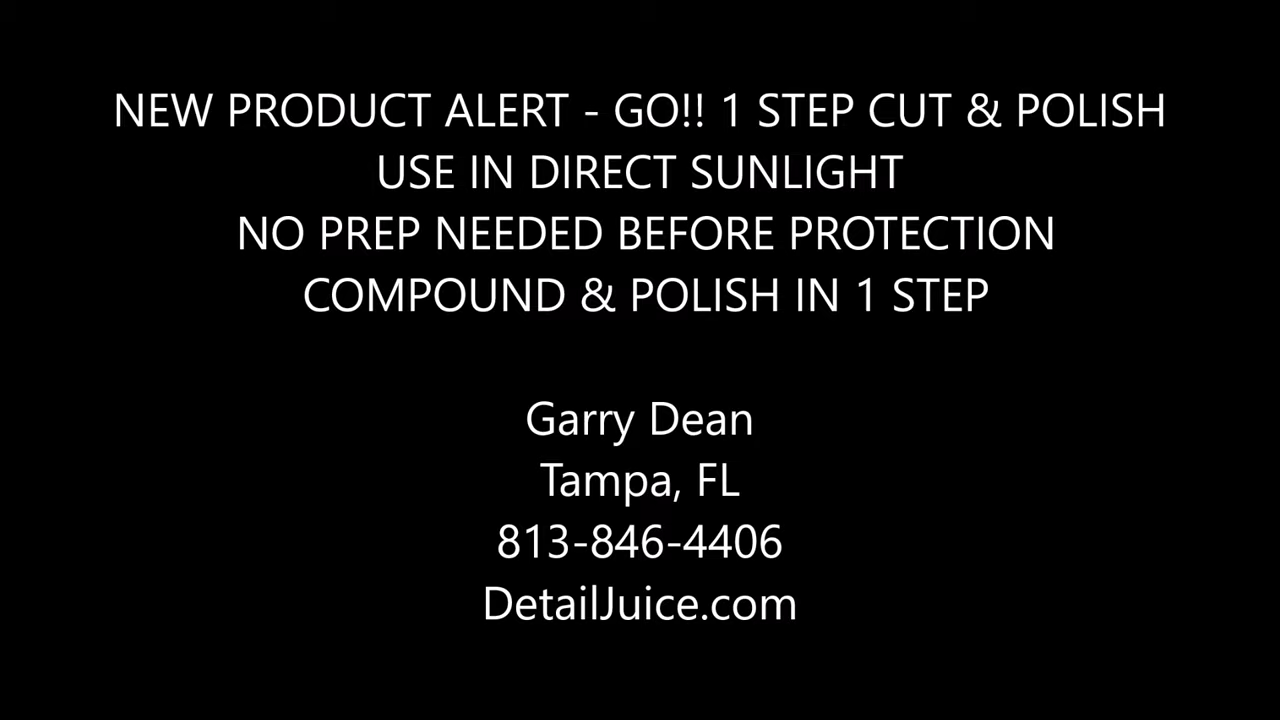 NEW PRODUCT ALERT - GO!! 1 STEP CUT & POLISH
USE IN DIRECT SUNLIGHT
NO PREP NEEDED BEFORE PROTECTION
COMPOUND & POLISH IN 1 STEP
Garry Dean
Tampa, FL
813-846-4406
DetailJuice.com